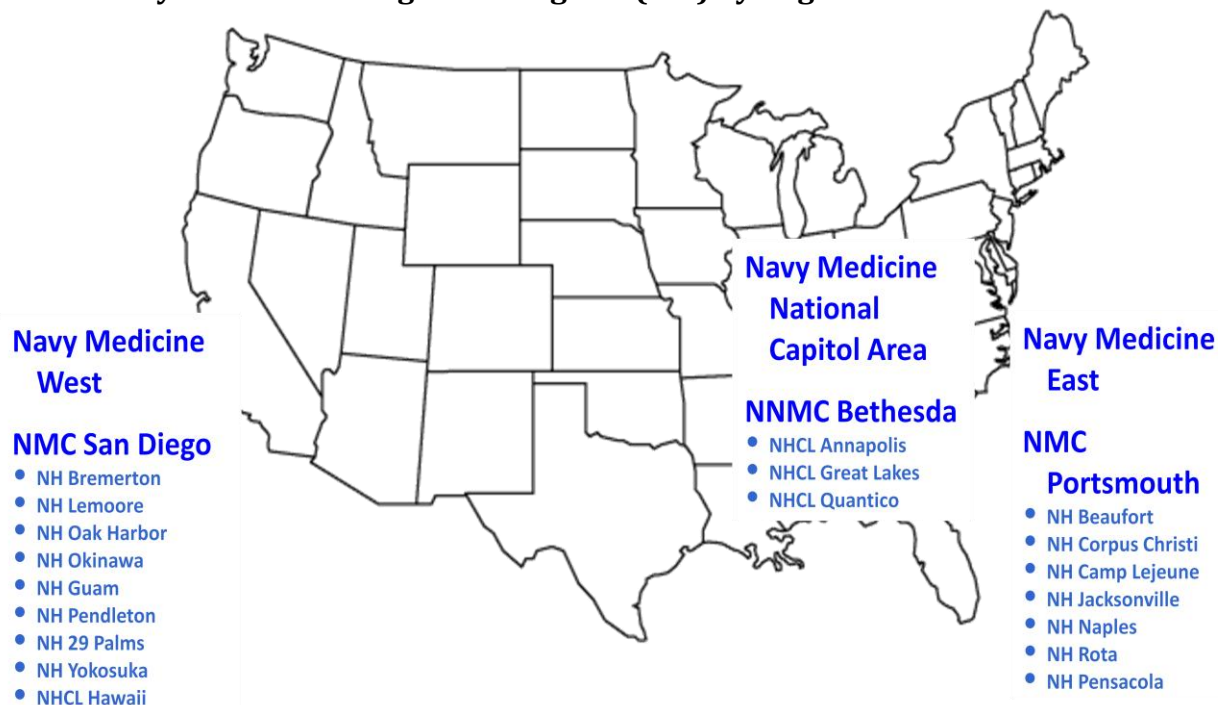 Navy Medicine
West
NMC San Diego
• NH Bremerton
• NH Lemoore
• NH Oak Harbor
• NH Okinawa
• NH Guam
• NH Pendleton
• NH 29 Palms
• NH Yokosuka
• NHCL Hawaii
Navy Medicine
National
Capitol Area
NNMC Bethesda
• NHCL Annapolis
• NHCL Great Lakes
• NHCL Quantico
Navy Medicine
East
NMC
Portsmouth
• NH Beaufort
• NH Corpus Christi
• NH Camp Lejeune
• NH Jacksonville
• NH Naples
• NH Rota
• NH Pensacola